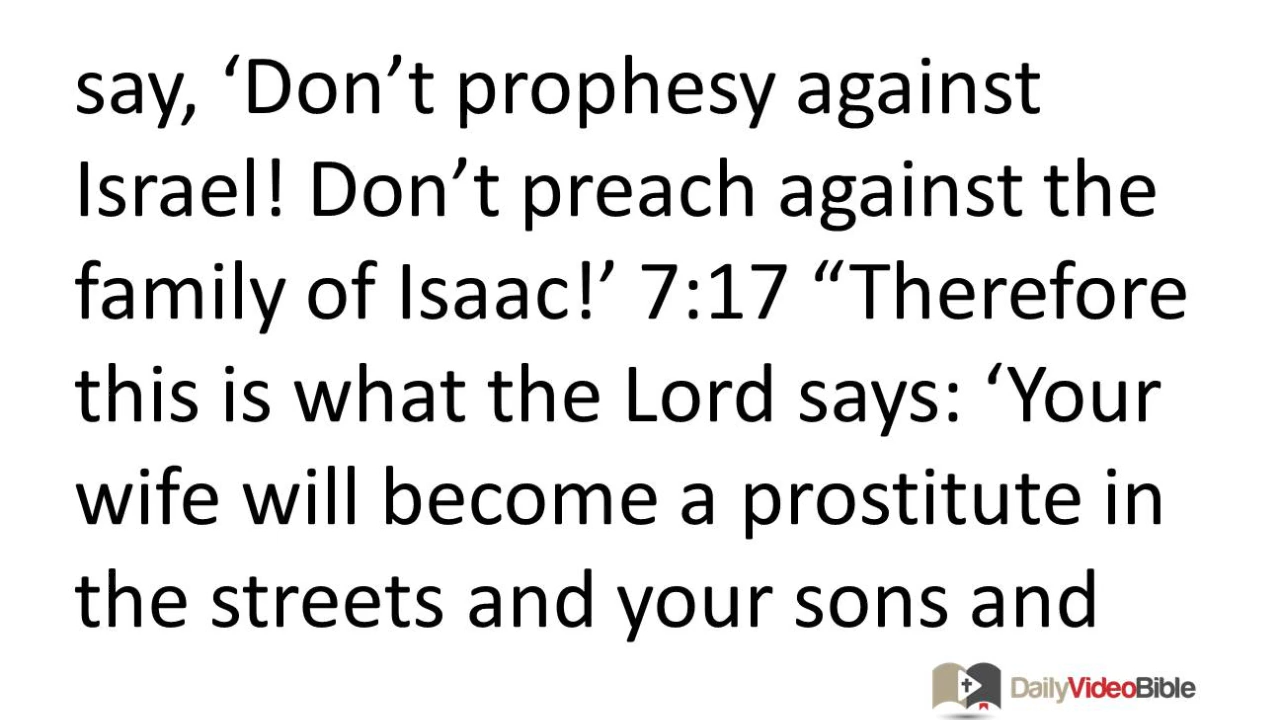 say, ‘Don’t prophesy against
Israel! Don’t preach against the
family of Isaac!’ 7:17 “Therefore
this is what the Lord says: ‘Your
wife will become a prostitute in
the streets and your sons and
DailyVideoBible